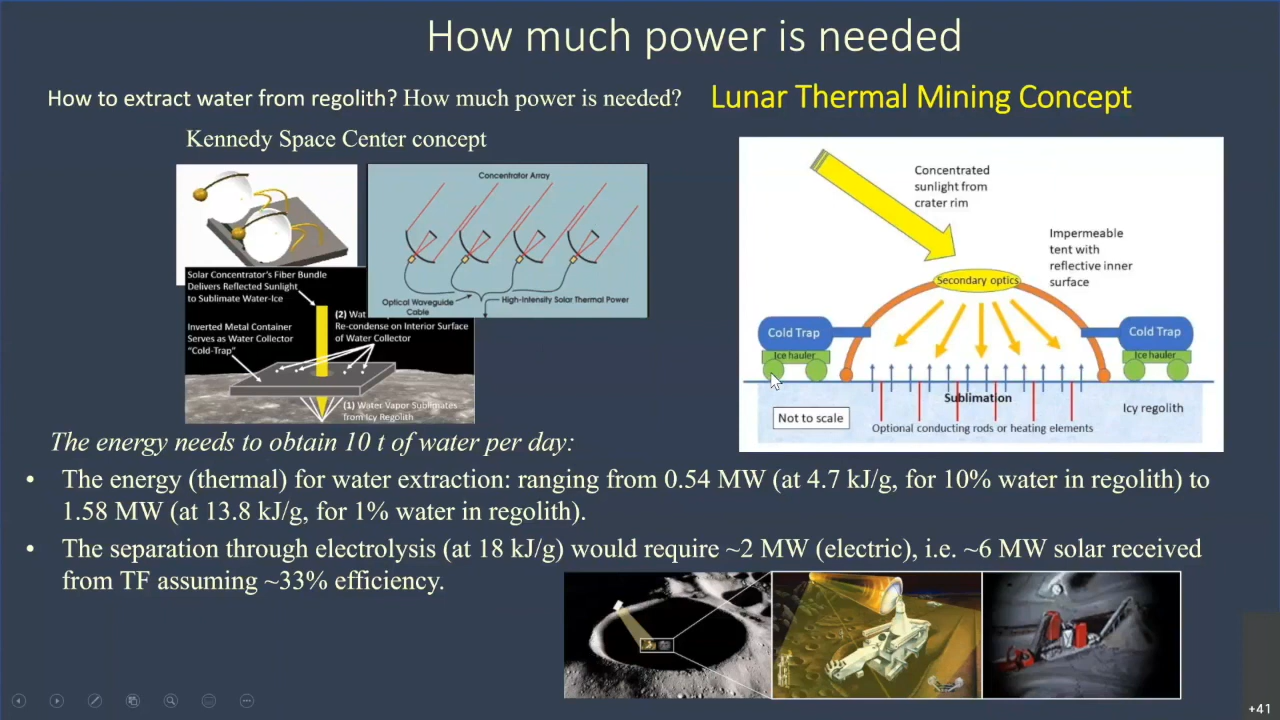 How much power is needed
How to extract water from regolith? How much power is needed?
Lunar Thermal Mining Concept
Kennedy Space Center concept
Concentrator Array
Optical Waveguide
Cable
High-Intensity Solar Thermal Power
Solar Concentrator's Fiber Bundle
Delivers Reflected Sunlight
to Sublimate Water-Ice
Inverted Metal Container
Serves as Water Collector
"Cold-Trap"
(2) Wat
Re-condense on Interior Surface
of Water Collector
(1) Water Vapor Sublimates
from Icy Regolith
Concentrated
sunlight from
crater rim
Impermeable
tent with
reflective inner
surface
Secondary optics
Cold Trap
Ice hauler
Cold Trap
Ice hauler
Sublimation
Icy regolith
Not to scale
Optional conducting rods or heating elements
The energy needs to obtain 10 t of water per day:
• The energy (thermal) for water extraction: ranging from 0.54 MW (at 4.7 kJ/g, for 10% water in regolith) to
1.58 MW (at 13.8 kJ/g, for 1% water in regolith).
• The separation through electrolysis (at 18 kJ/g) would require ~2 MW (electric), i.e. ~6 MW solar received
from TF assuming ~33% efficiency.
+41